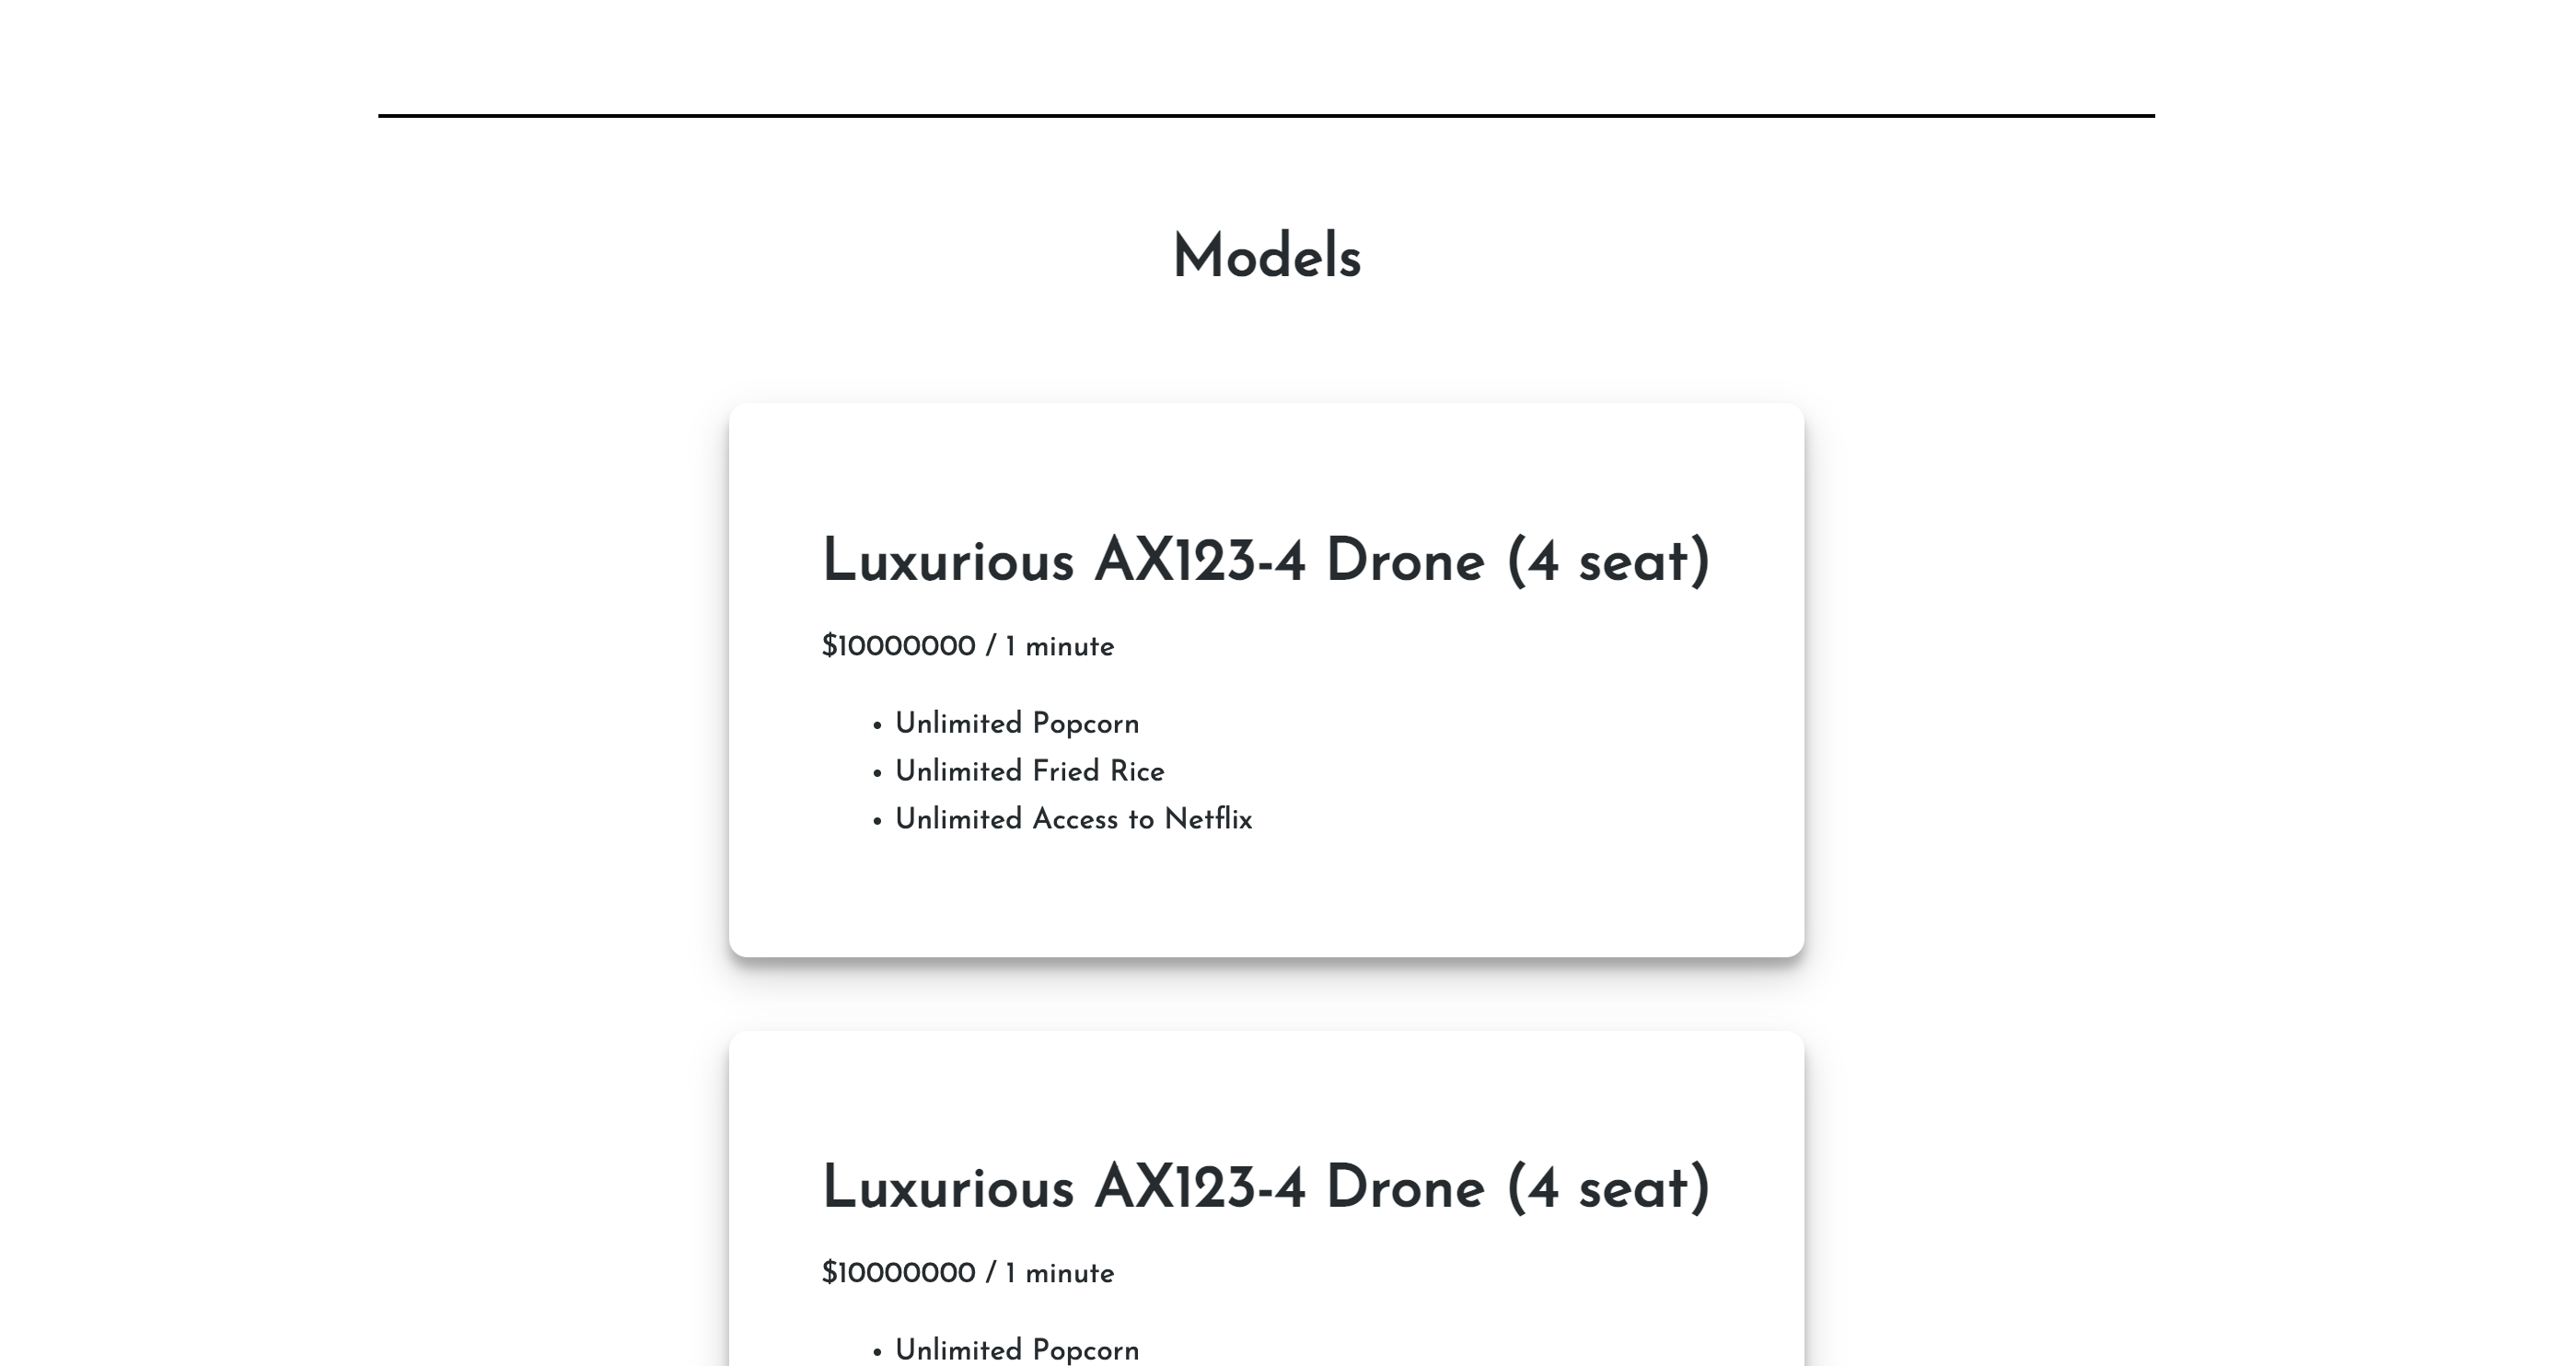 Models
Luxurious AX123-4 Drone (4 seat)
$10000000 / 1 minute
• Unlimited Popcorn
• Unlimited Fried Rice
• Unlimited Access to Netflix
Luxurious AX123-4 Drone (4 seat)
$10000000 / 1 minute
• Unlimited Popcorn